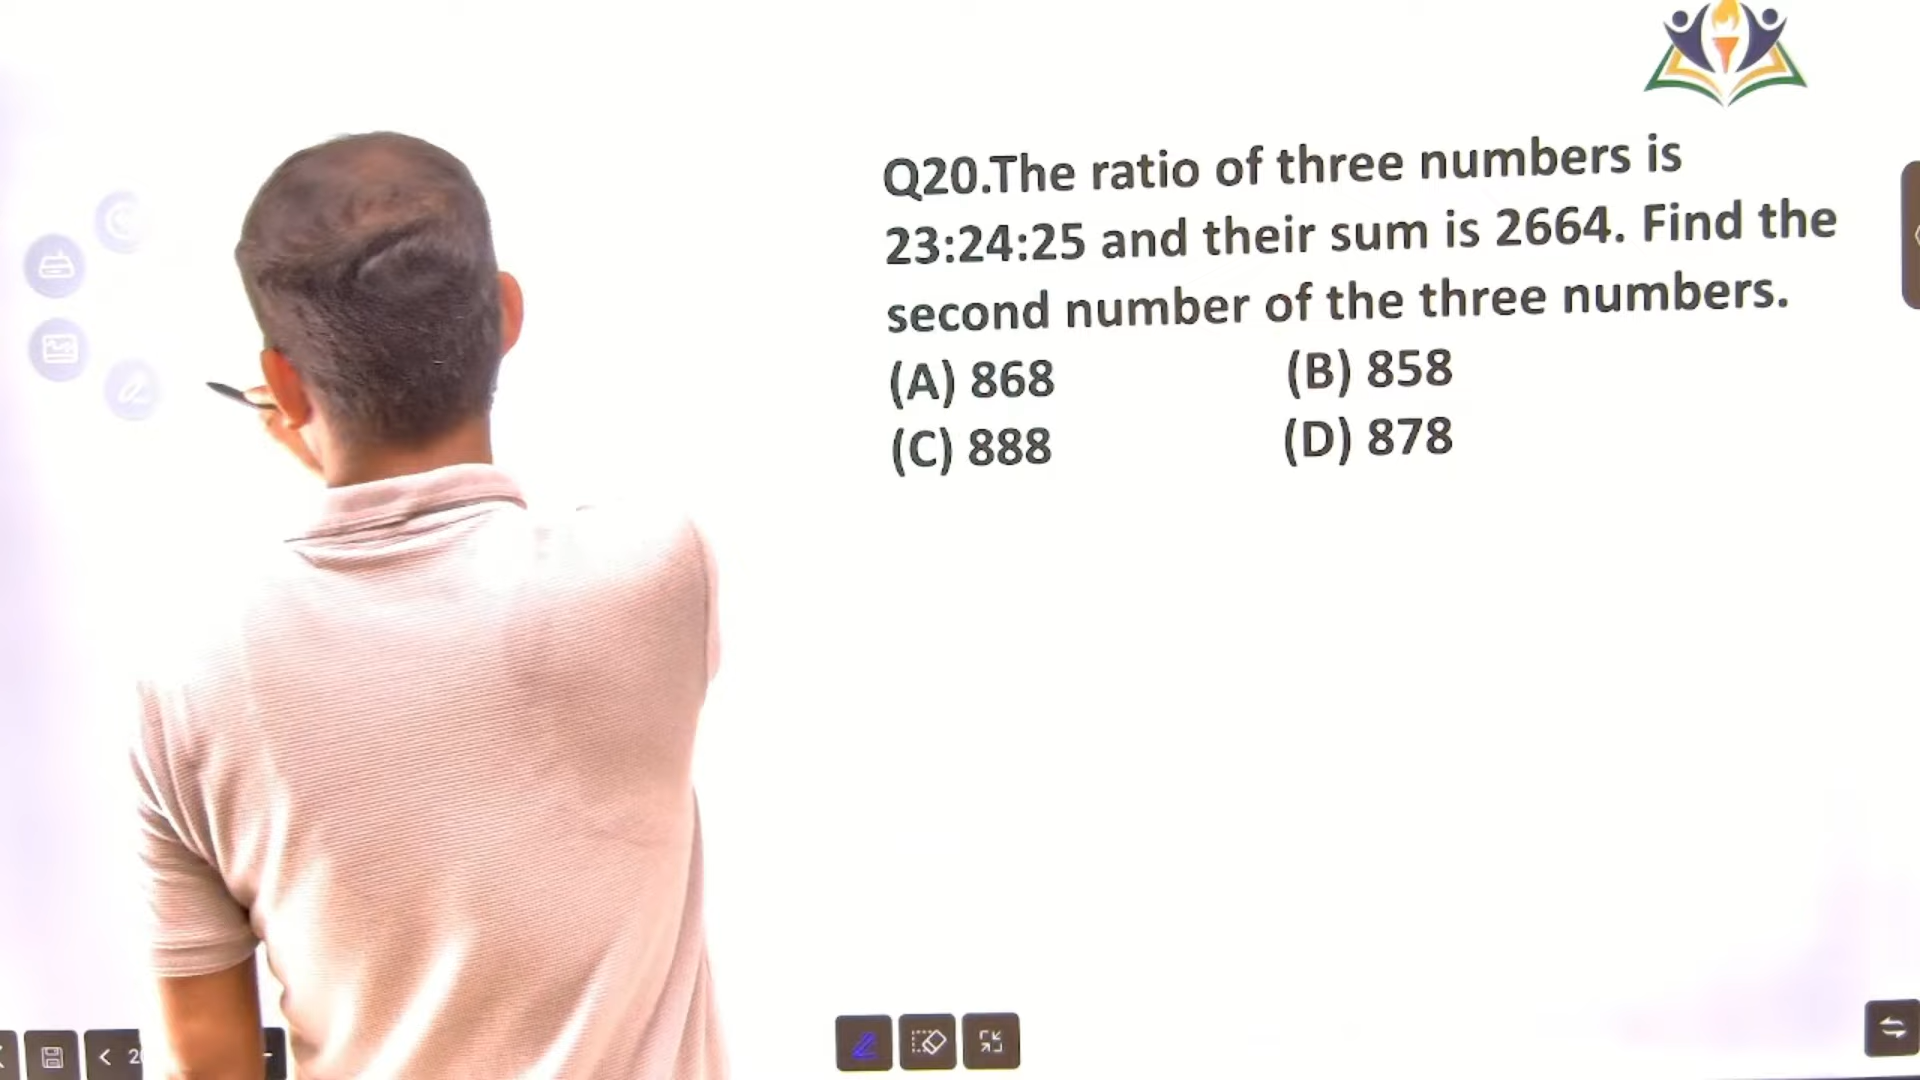 Q20.The ratio of three numbers is
23:24:25 and their sum is 2664. Find the
second number of the three numbers.
(A) 868 (B) 858
(C) 888 (D) 878